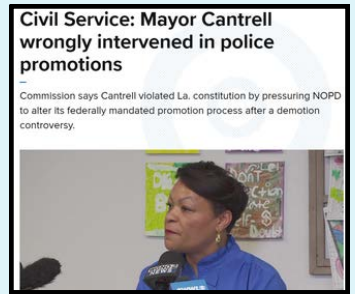 Civil Service: Mayor Cantrell
wrongly intervened in police
promotions
Commission says Cantrell violated La. constitution by pressuring NOPD
to alter its federally mandated promotion process after a demotion
controversy.